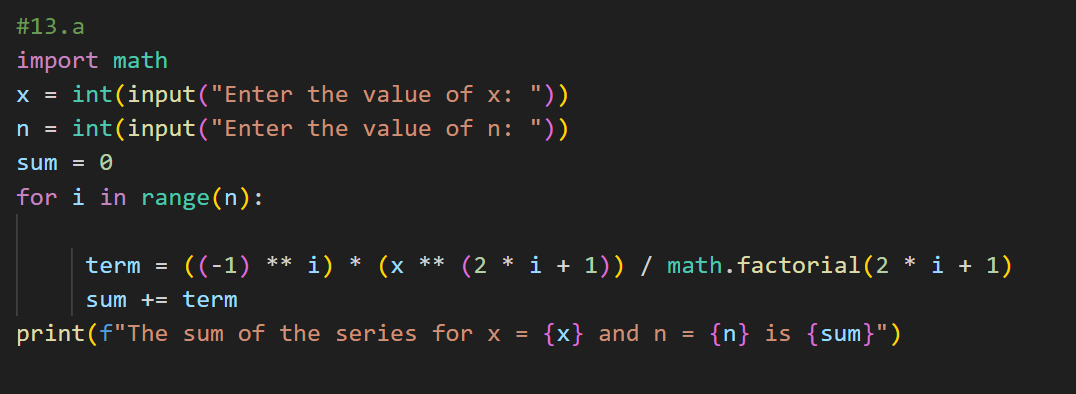 #13.a
import math
x = int(input("Enter the value of x: "))
n = int(input("Enter the value of n: "))
sum = 0
for i in range(n):
term = ((-1) ** i) * (x ** (2 * i + 1)) / math.factorial(2 * i + 1)
sum += term
print(f"The sum of the series for x = {x} and n = {n} is {sum}")